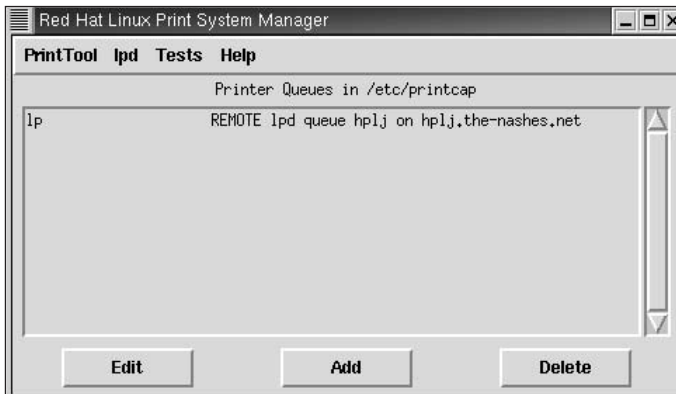 Red Hat Linux Print System Manager
PrintTool lpd Tests Help
Printer Queues in /etc/printcap
lp REMOTE lpd queue hplj on hplj.the-nashes.net
Edit Add Delete